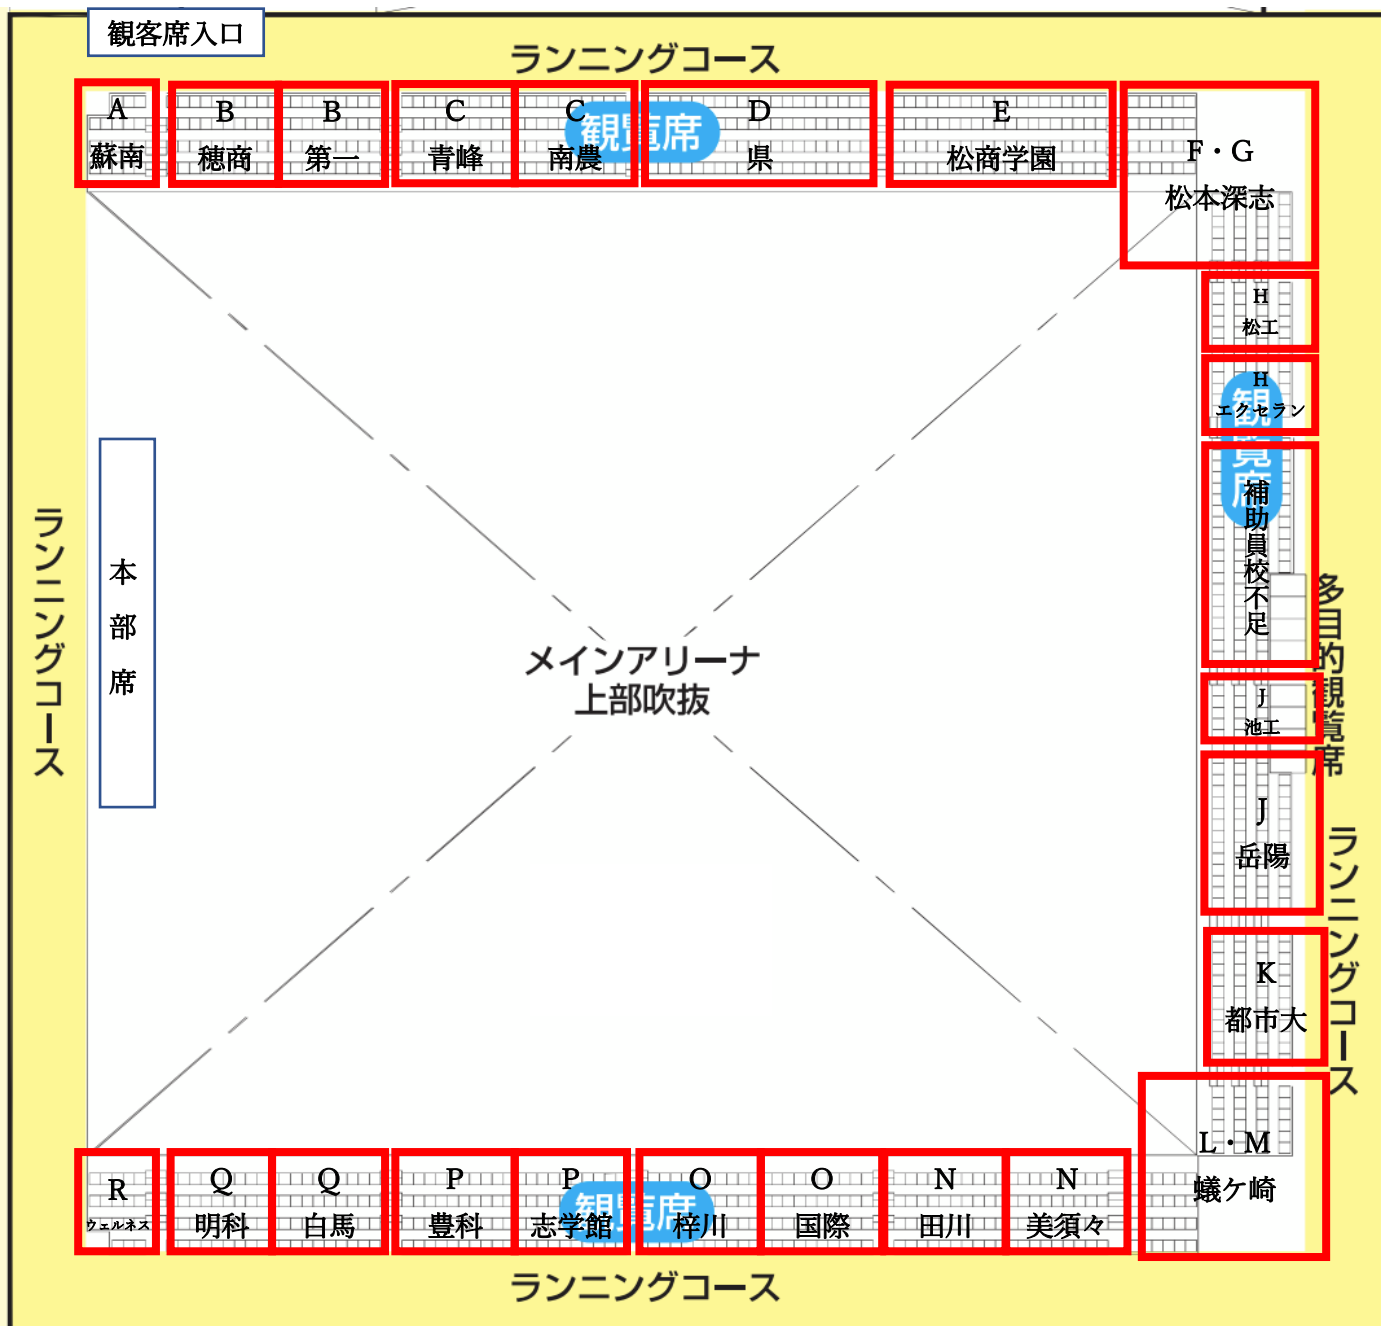 観客席入口
ランニングコース
A
蘇南
B
穂商
B
第一
C
青峰
C
南農
観覧席
D
県
E
松商学園
F・G
松本深志
H
松工
H
エクセラン
観覧席
補助員校不足
多目的観覧席
J
池工
J
岳陽
ランニングコース
K
都市大
L・M
蟻ケ崎
ランニングコース
本部席
メインアリーナ
上部吹抜
R
ウェルネス
Q
明科
Q
白馬
P
豊科
P
志学館
観覧席
O
梓川
O
国際
N
田川
N
美須々
ランニングコース